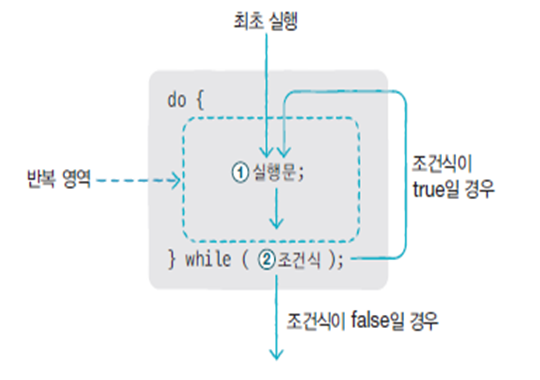 최초 실행
do {
반복 영역
①실행문;
조건식이
true일 경우
} while ( ②조건식 );
조건식이 false일 경우